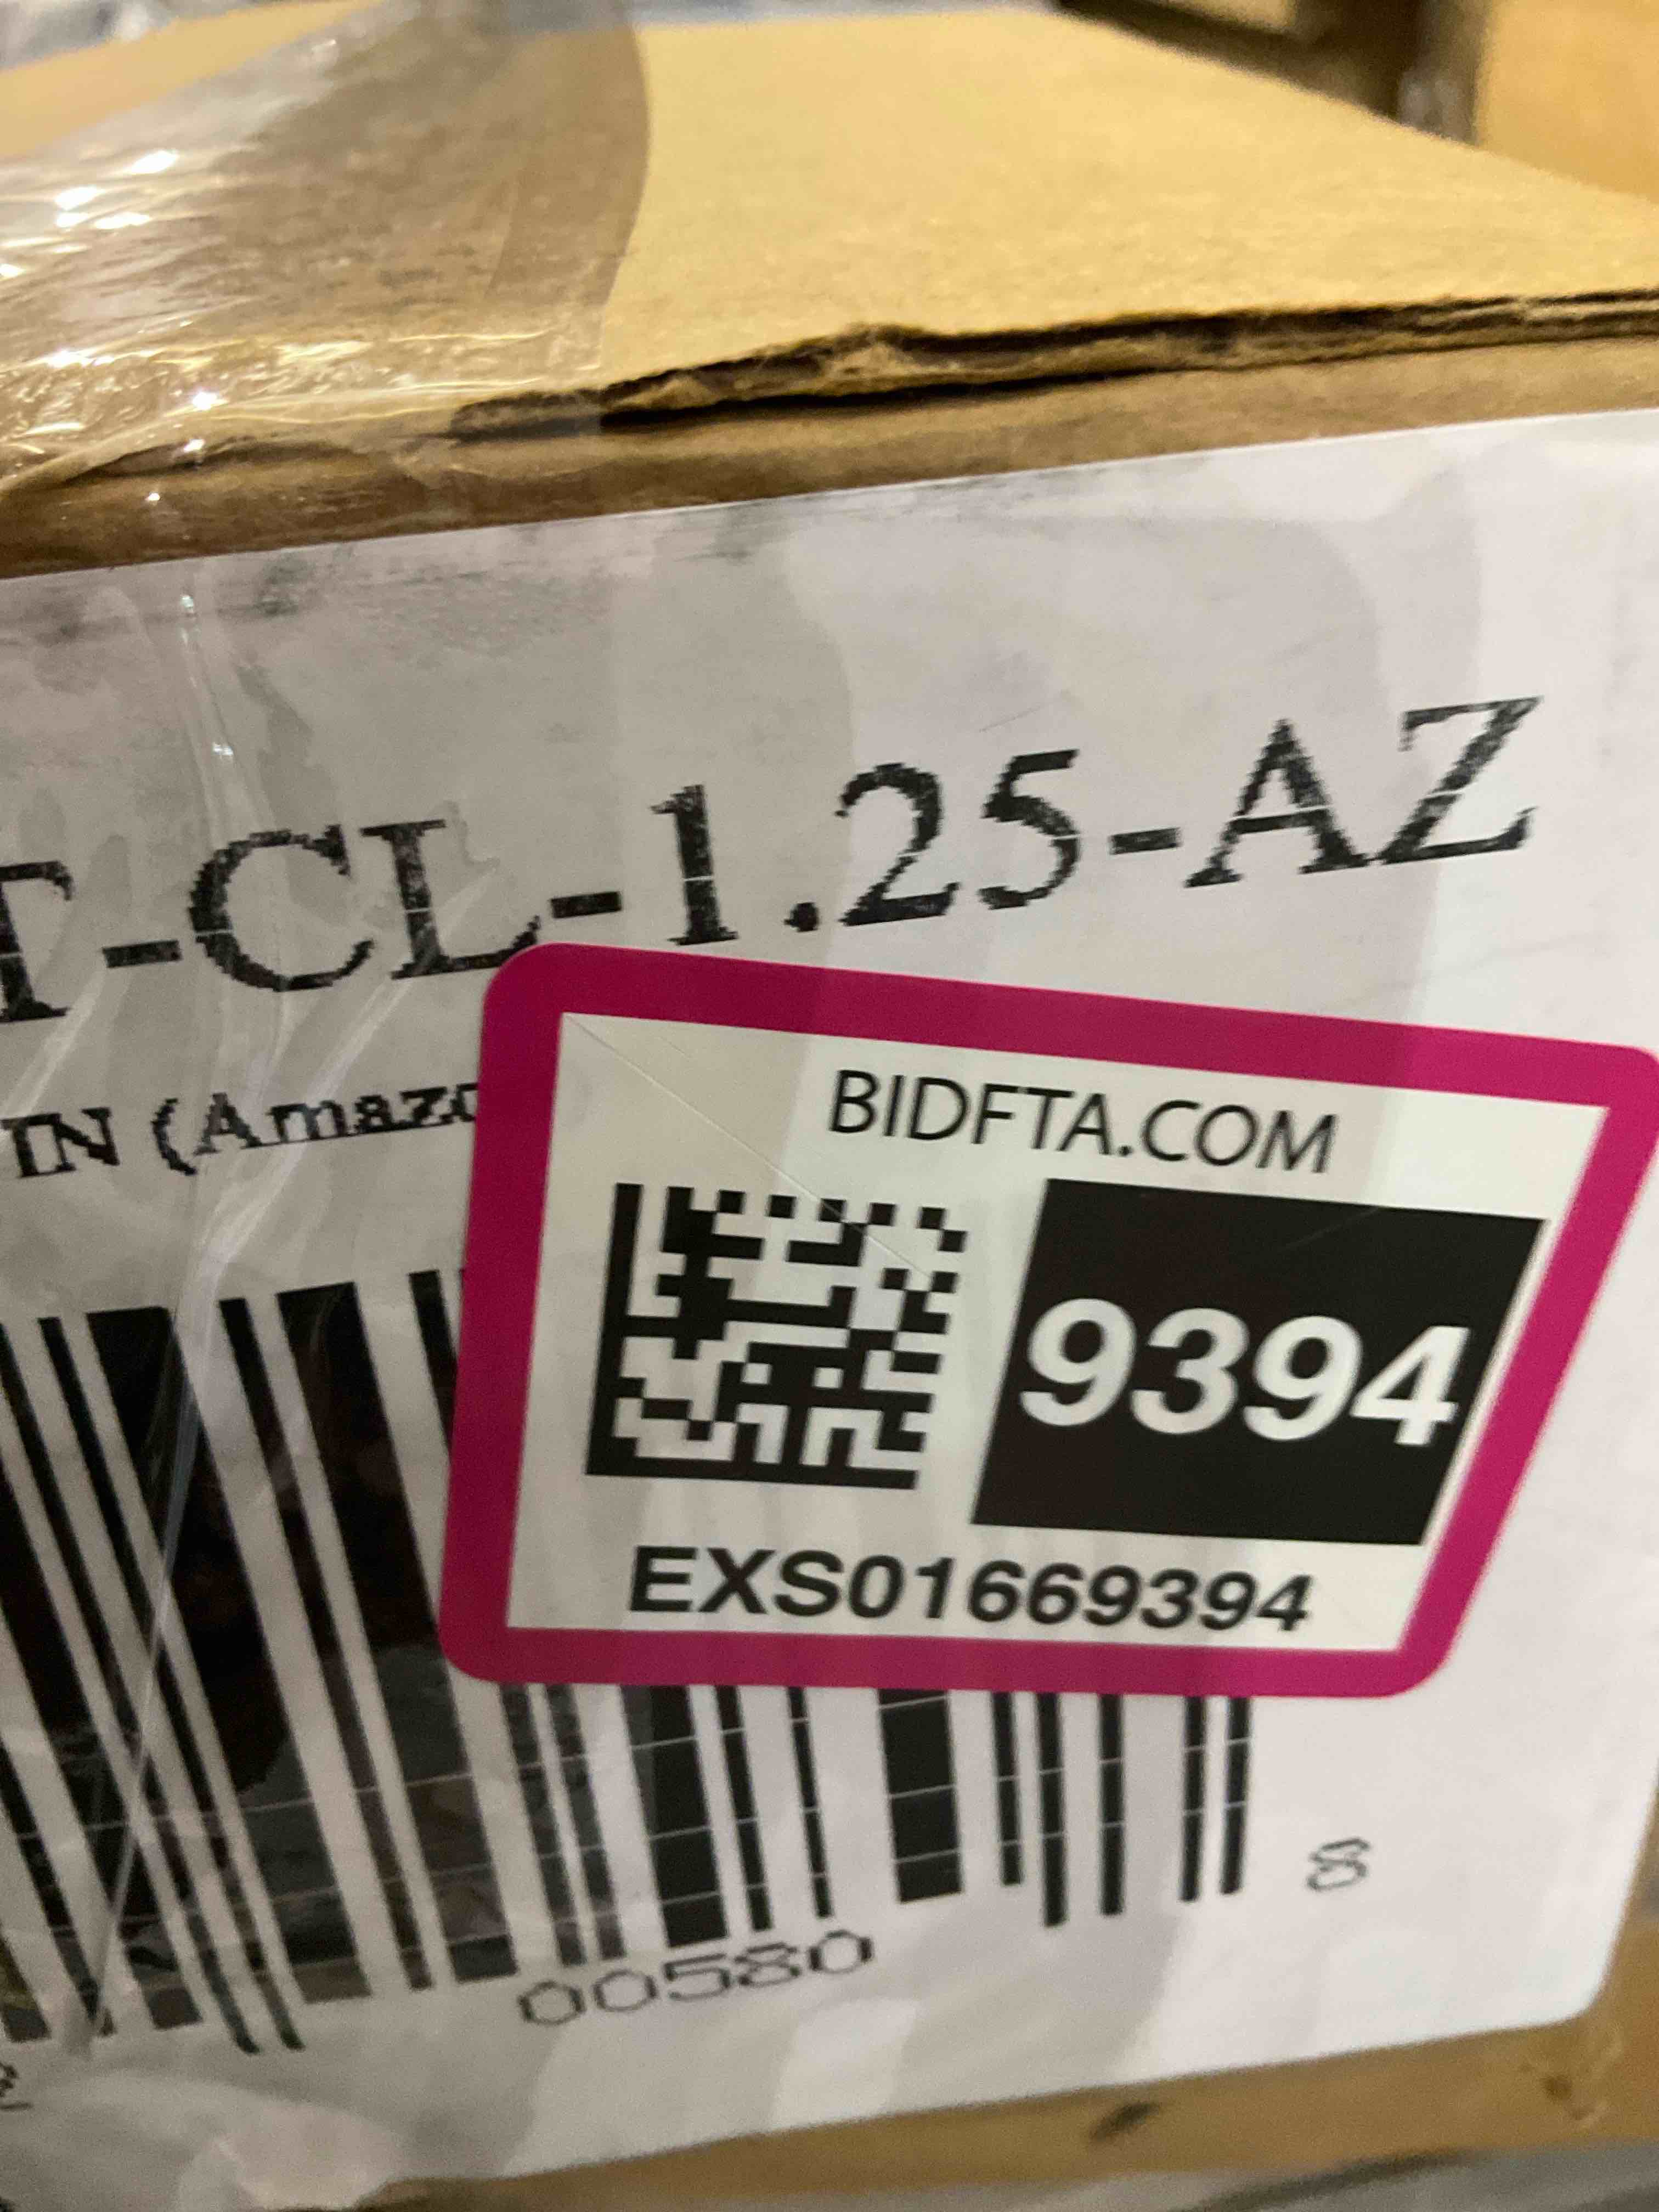 T-CL-1.25-AZ
IN (Amazo
BIDFTA.COM
9394
EXS01669394
00580
8